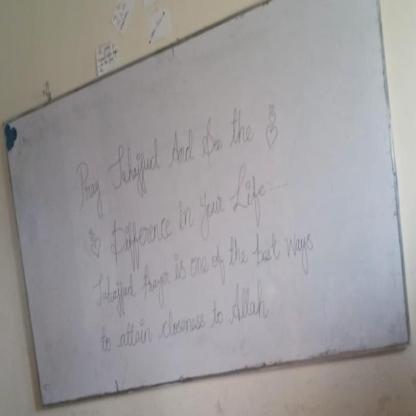 Pray Tahajjud And See the
Difference In Your Life....
Tahajjud Prayer is one of the best ways
to attain closeness to Allah